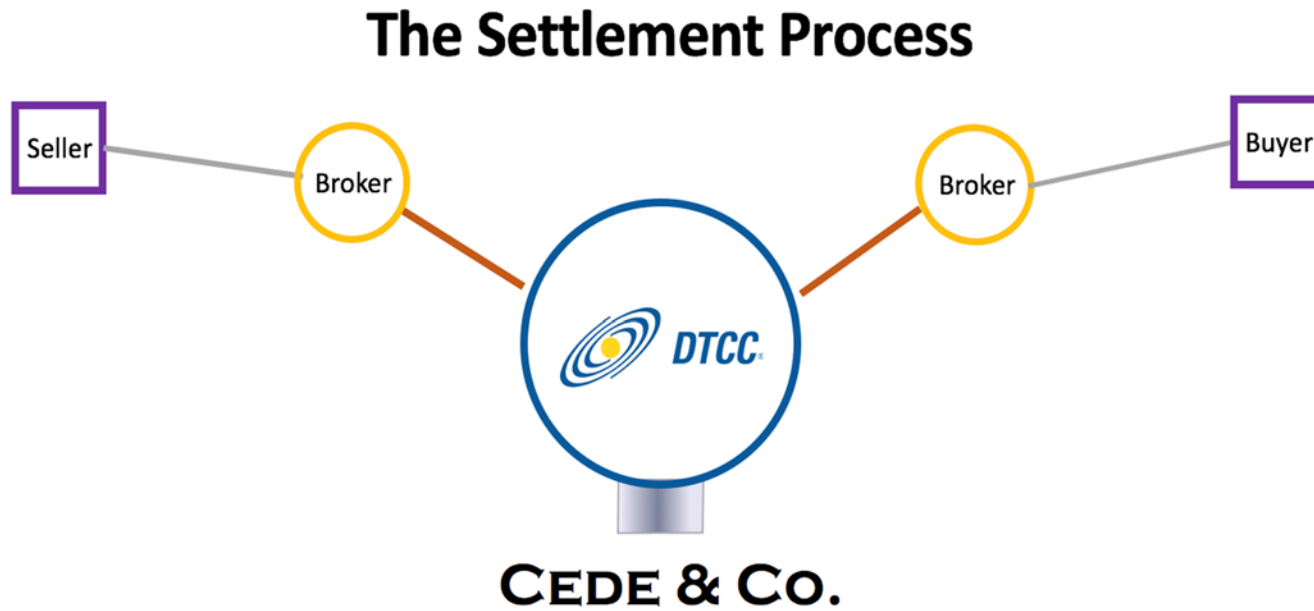 The Settlement Process
Seller
Broker
Broker
Buyer
DTCC
CEDE & CO.